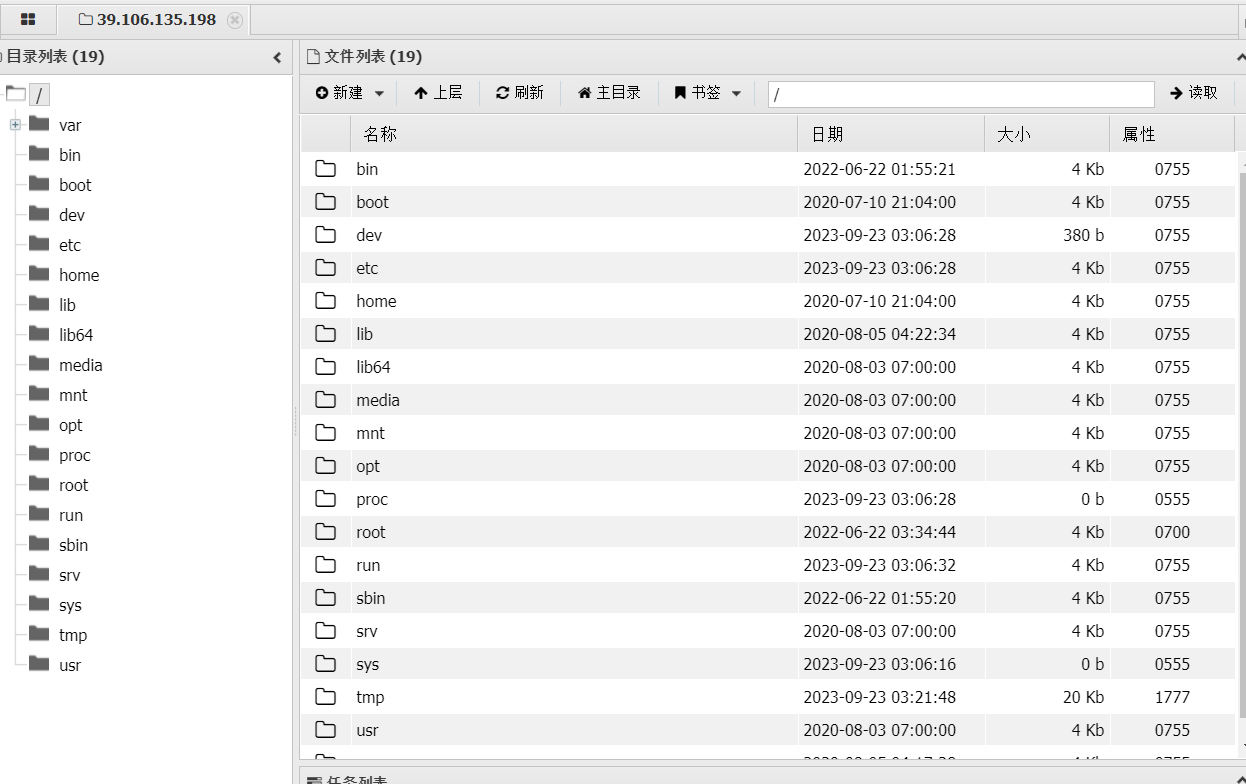 39.106.135.198
目录列表 (19)
/
var
bin
boot
dev
etc
home
lib
lib64
media
mnt
opt
proc
root
run
sbin
srv
sys
tmp
usr
文件列表 (19)
新建 上层 刷新 主目录 书签 / 读取
名称 日期 大小 属性
bin 2022-06-22 01:55:21 4 Kb 0755
boot 2020-07-10 21:04:00 4 Kb 0755
dev 2023-09-23 03:06:28 380 b 0755
etc 2023-09-23 03:06:28 4 Kb 0755
home 2020-07-10 21:04:00 4 Kb 0755
lib 2020-08-05 04:22:34 4 Kb 0755
lib64 2020-08-03 07:00:00 4 Kb 0755
media 2020-08-03 07:00:00 4 Kb 0755
mnt 2020-08-03 07:00:00 4 Kb 0755
opt 2020-08-03 07:00:00 4 Kb 0755
proc 2023-09-23 03:06:28 0 b 0555
root 2022-06-22 03:34:44 4 Kb 0700
run 2023-09-23 03:06:32 4 Kb 0755
sbin 2022-06-22 01:55:20 4 Kb 0755
srv 2020-08-03 07:00:00 4 Kb 0755
sys 2023-09-23 03:06:16 0 b 0555
tmp 2023-09-23 03:21:48 20 Kb 1777
usr 2020-08-03 07:00:00 4 Kb 0755
任务列表